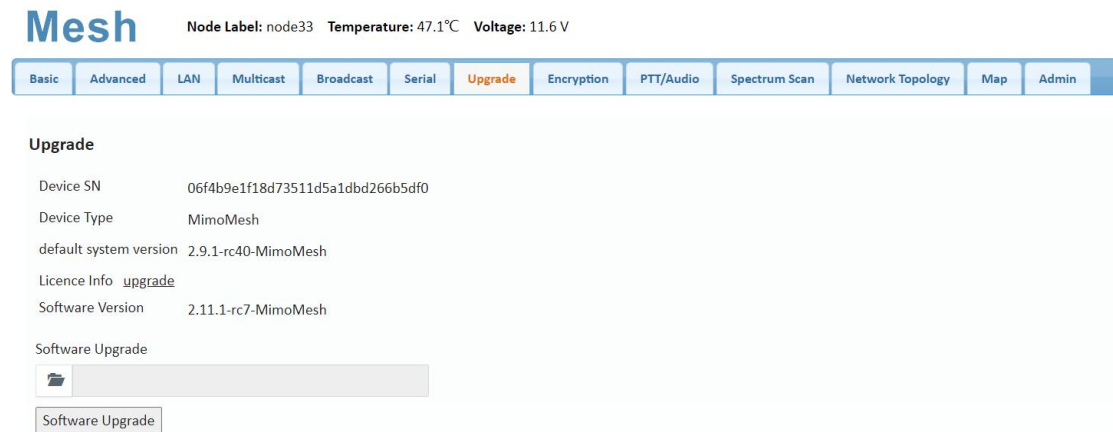 Mesh Node Label: node33 Temperature: 47.1℃ Voltage: 11.6 V
Basic Advanced LAN Multicast Broadcast Serial Upgrade Encryption PTT/Audio Spectrum Scan Network Topology Map Admin
Upgrade
Device SN 06f4b9e1f18d73511d5a1dbd266b5df0
Device Type MimoMesh
default system version 2.9.1-rc40-MimoMesh
Licence Info upgrade
Software Version 2.11.1-rc7-MimoMesh
Software Upgrade
Software Upgrade